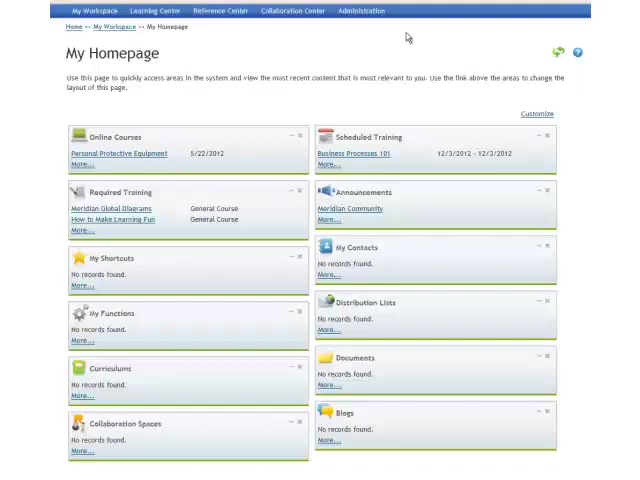 My Workspace Learning Center Reference Center Collaboration Center Administration
Home >> My Workspace >> My Homepage
My Homepage
Use this page to quickly access areas in the system and view the most recent content that is most relevant to you. Use the link above the areas to change the
layout of this page.
Customize
Online Courses
Personal Protective Equipment 5/22/2012
More...
Required Training
Meridian Global Diagrams General Course
How to Make Learning Fun General Course
More...
My Shortcuts
No records found.
More...
My Functions
No records found.
More...
Curriculums
No records found.
More...
Collaboration Spaces
No records found.
More...
Scheduled Training
Business Processes 101 12/3/2012 - 12/3/2012
More...
Announcements
Meridian Community
More...
My Contacts
No records found.
More...
Distribution Lists
No records found.
More...
Documents
No records found.
More...
Blogs
No records found.
More...